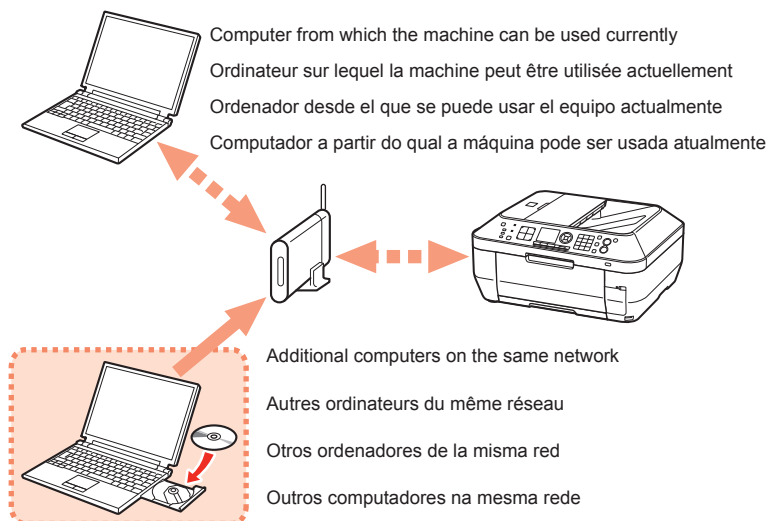 Computer from which the machine can be used currently
Ordinateur sur lequel la machine peut être utilisée actuellement
Ordenador desde el que se puede usar el equipo actualmente
Computador a partir do qual a máquina pode ser usada atualmente
Additional computers on the same network
Autres ordinateurs du même réseau
Otros ordenadores de la misma red
Outros computadores na mesma rede